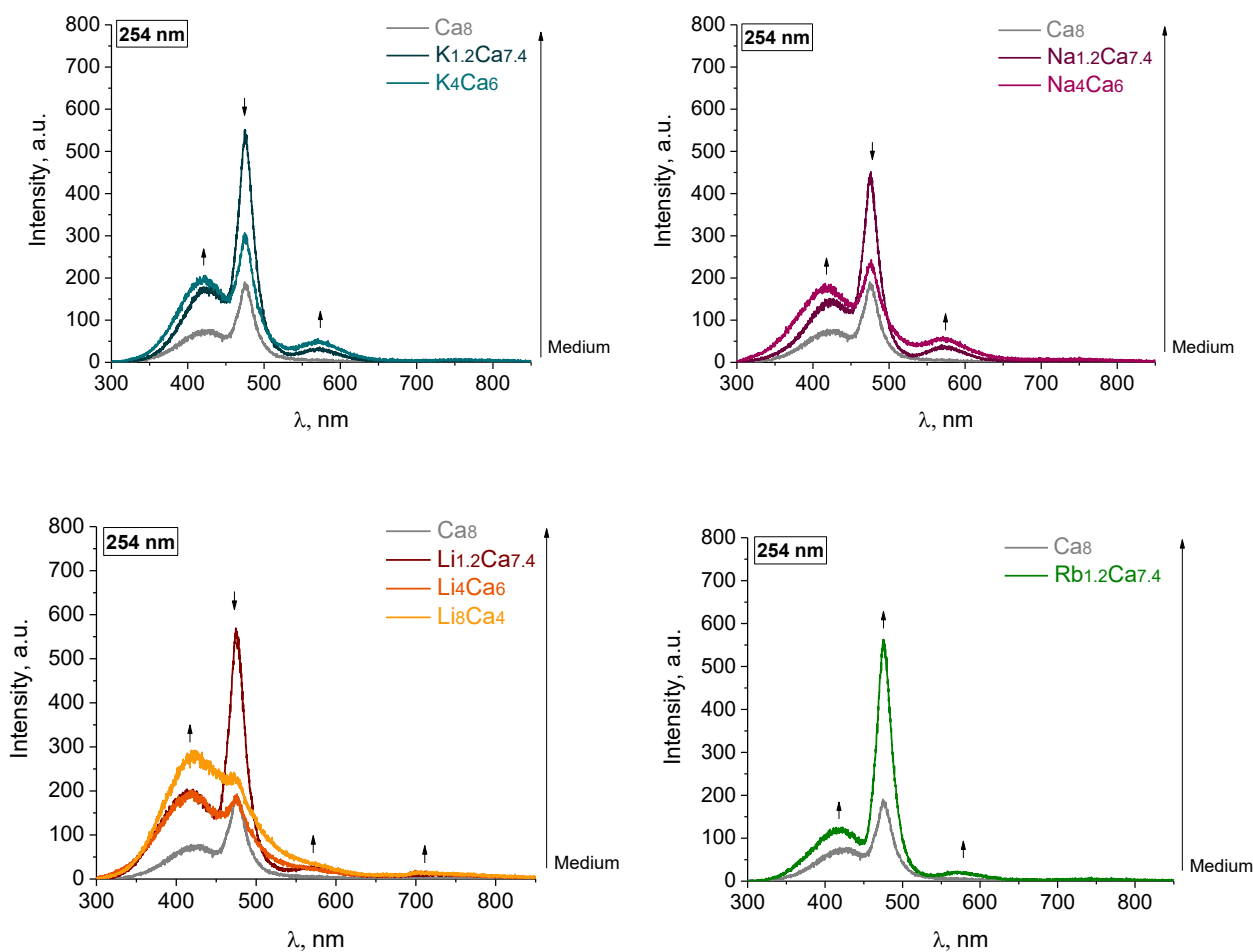 254 nm
Ca8
K1.2Ca7.4
K4Ca6
Intensity, a.u.
800
700
600
500
400
300
200
100
0
300 400 500 600 700 800
λ, nm
Medium
254 nm
Ca8
Na1.2Ca7.4
Na4Ca6
Intensity, a.u.
800
700
600
500
400
300
200
100
0
300 400 500 600 700 800
λ, nm
Medium
254 nm
Ca8
Li1.2Ca7.4
Li4Ca6
Li8Ca4
Intensity, a.u.
800
700
600
500
400
300
200
100
0
300 400 500 600 700 800
λ, nm
Medium
254 nm
Ca8
Rb1.2Ca7.4
Intensity, a.u.
800
700
600
500
400
300
200
100
0
300 400 500 600 700 800
λ, nm
Medium